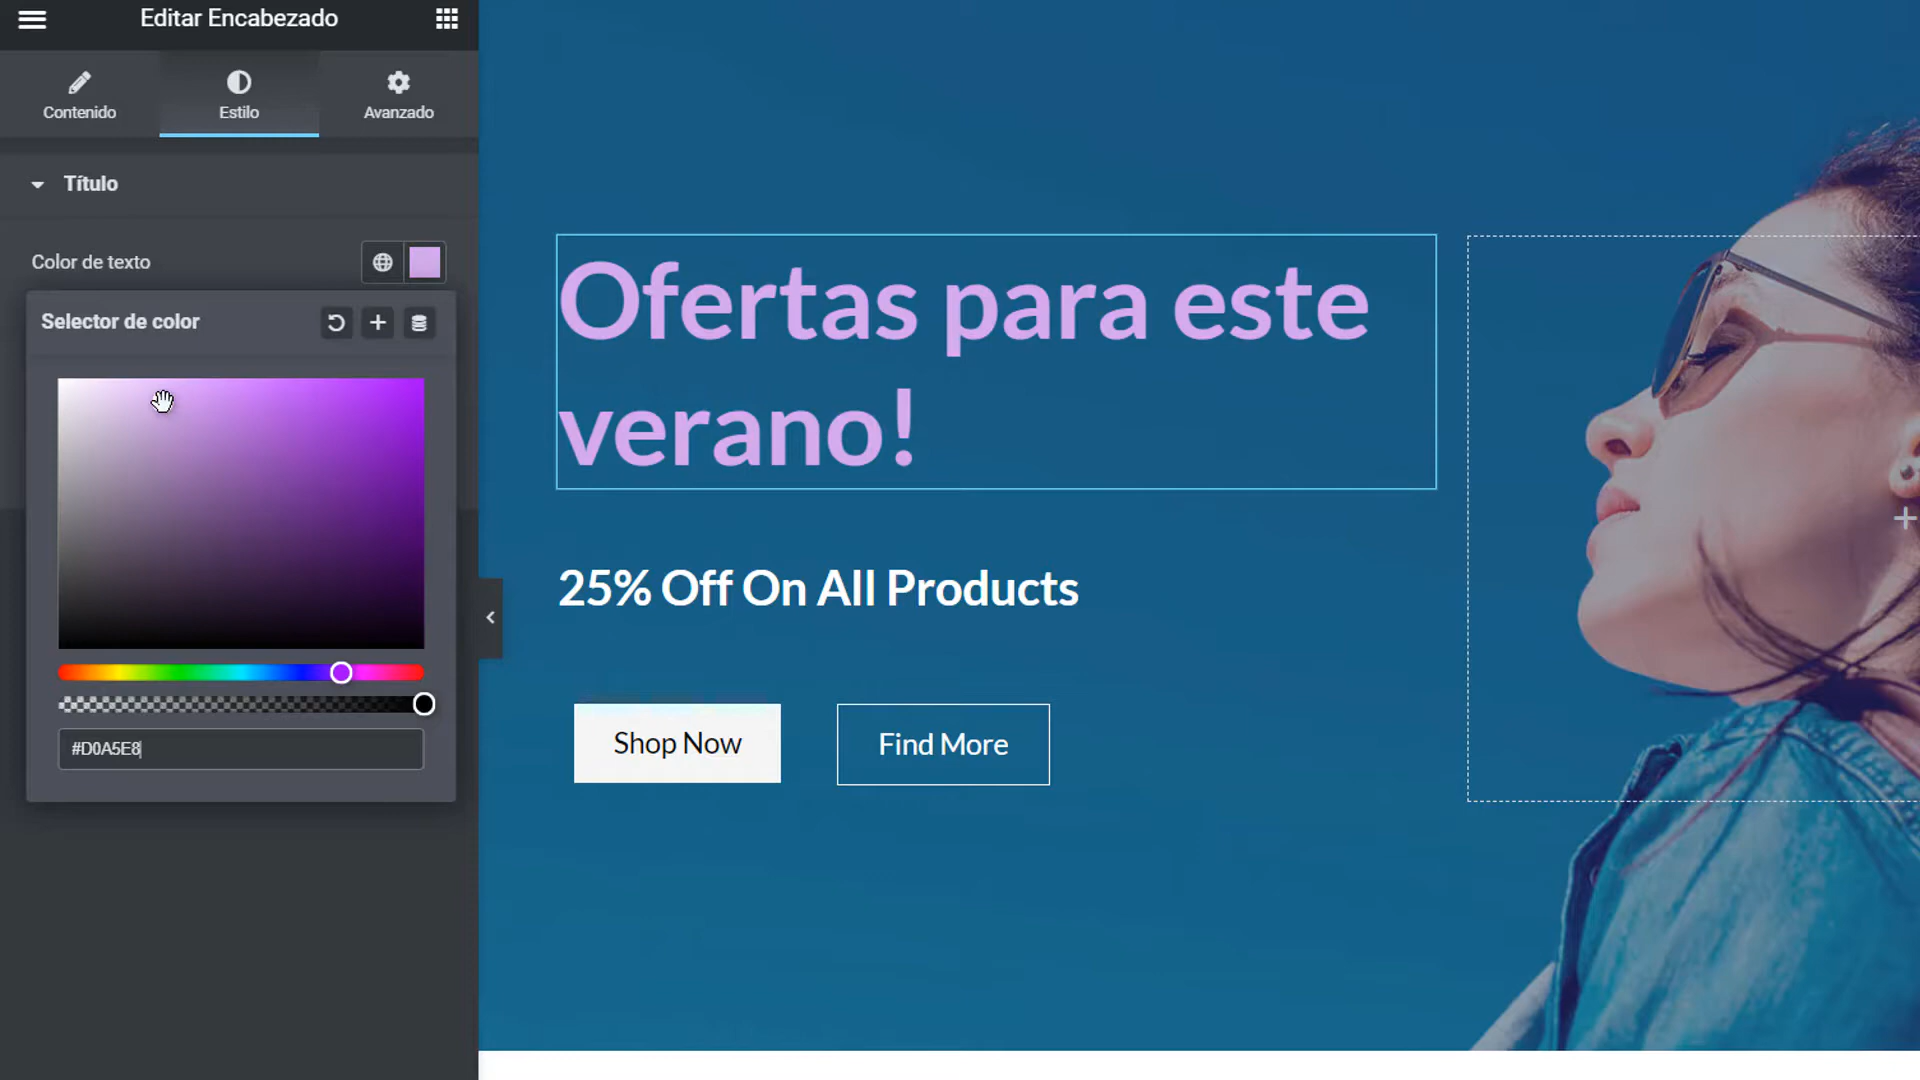 Editar Encabezado
Contenido
Estilo
Avanzado
Título
Color de texto
Selector de color
#D0A5E8
Ofertas para este
verano!
25% Off On All Products
Shop Now
Find More